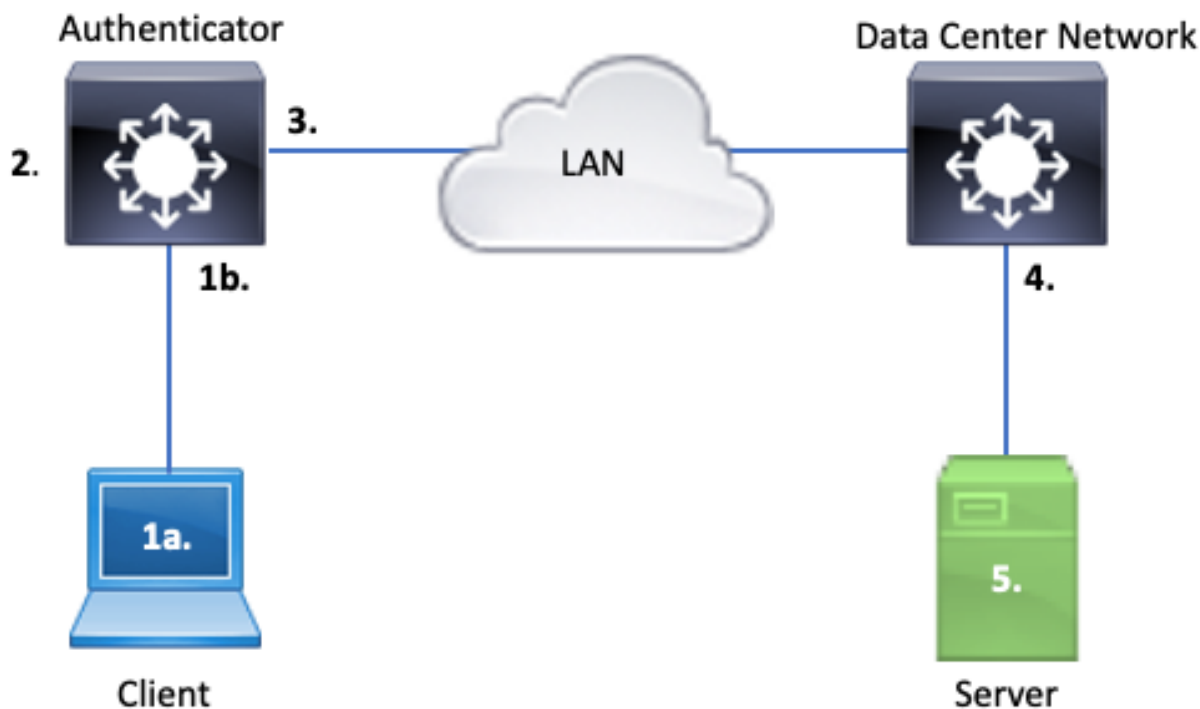 Authenticator
Data Center Network
3.
2.
LAN
1b.
4.
1a.
5.
Client
Server